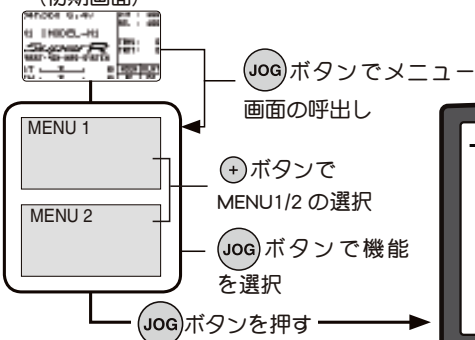 (初期画面)
SuperR
JOGボタンでメニュー
画面の呼出し
MENU 1
+ボタンで
MENU1/2 の選択
MENU 2
JOGボタンで機能
を選択
JOGボタンを押す